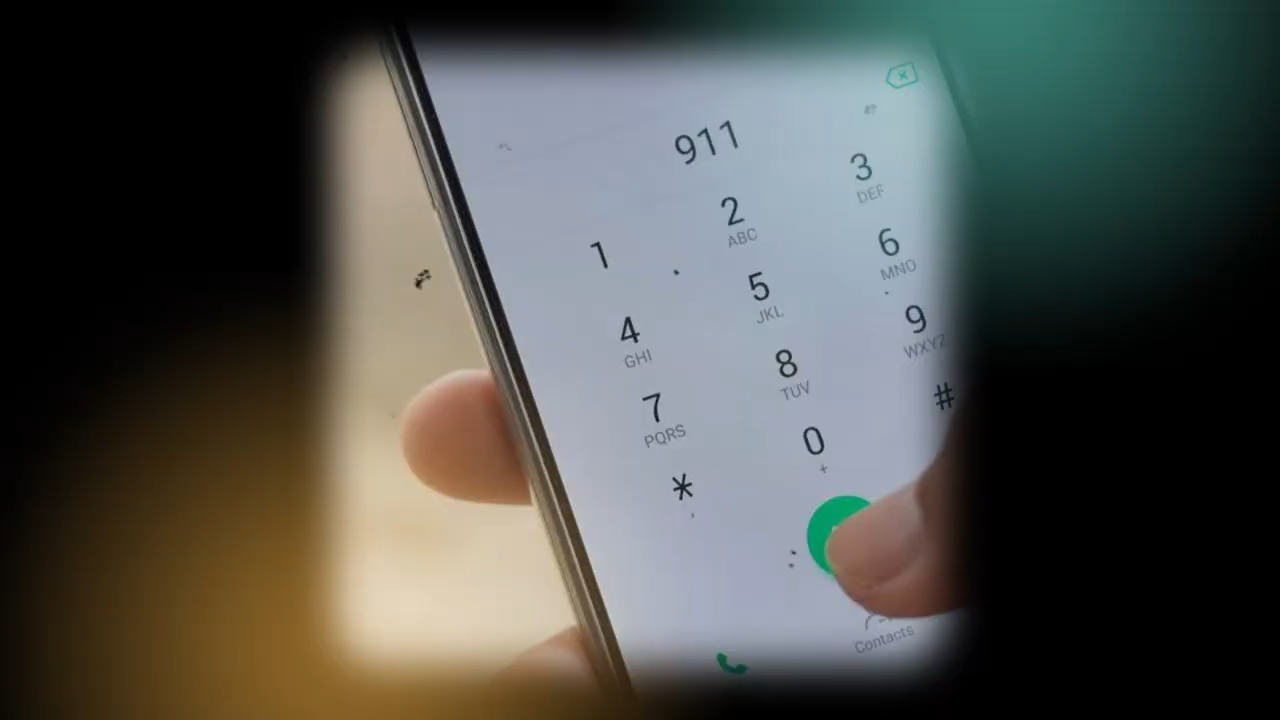 911
1
2
ABC
3
DEF
4
GHI
5
JKL
6
MNO
7
PQRS
8
TUV
9
WXYZ
*
,
0
+
#
Contacts